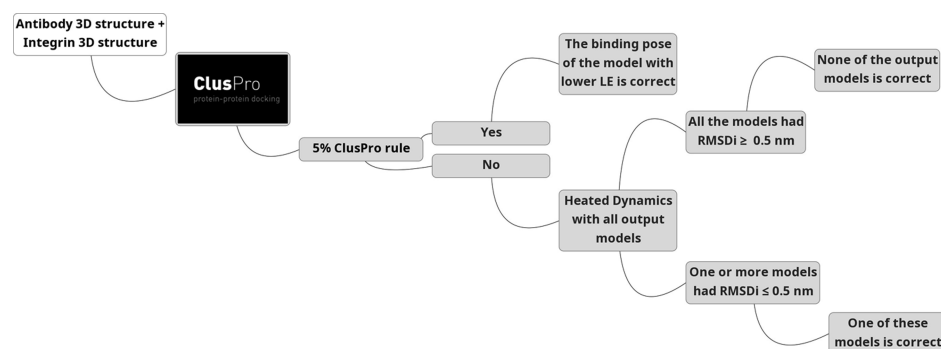 Antibody 3D structure +
Integrin 3D structure
ClusPro
protein-protein docking
5% ClusPro rule
Yes
No
The binding pose
of the model with
lower LE is correct
Heated Dynamics
with all output
models
All the models had
RMSDi ≥ 0.5 nm
None of the output
models is correct
One or more models
had RMSDi ≤ 0.5 nm
One of these
models is correct